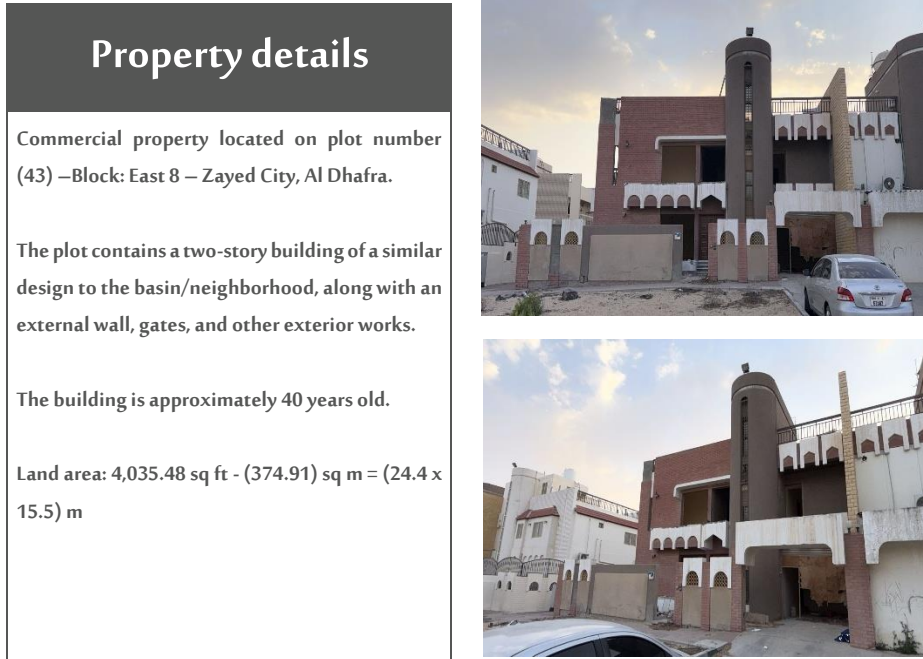 Property details
Commercial property located on plot number
(43) –Block: East 8 – Zayed City, Al Dhafra.
The plot contains a two-story building of a similar
design to the basin/neighborhood, along with an
external wall, gates, and other exterior works.
The building is approximately 40 years old.
Land area: 4,035.48 sq ft - (374.91) sq m = (24.4 x
15.5) m